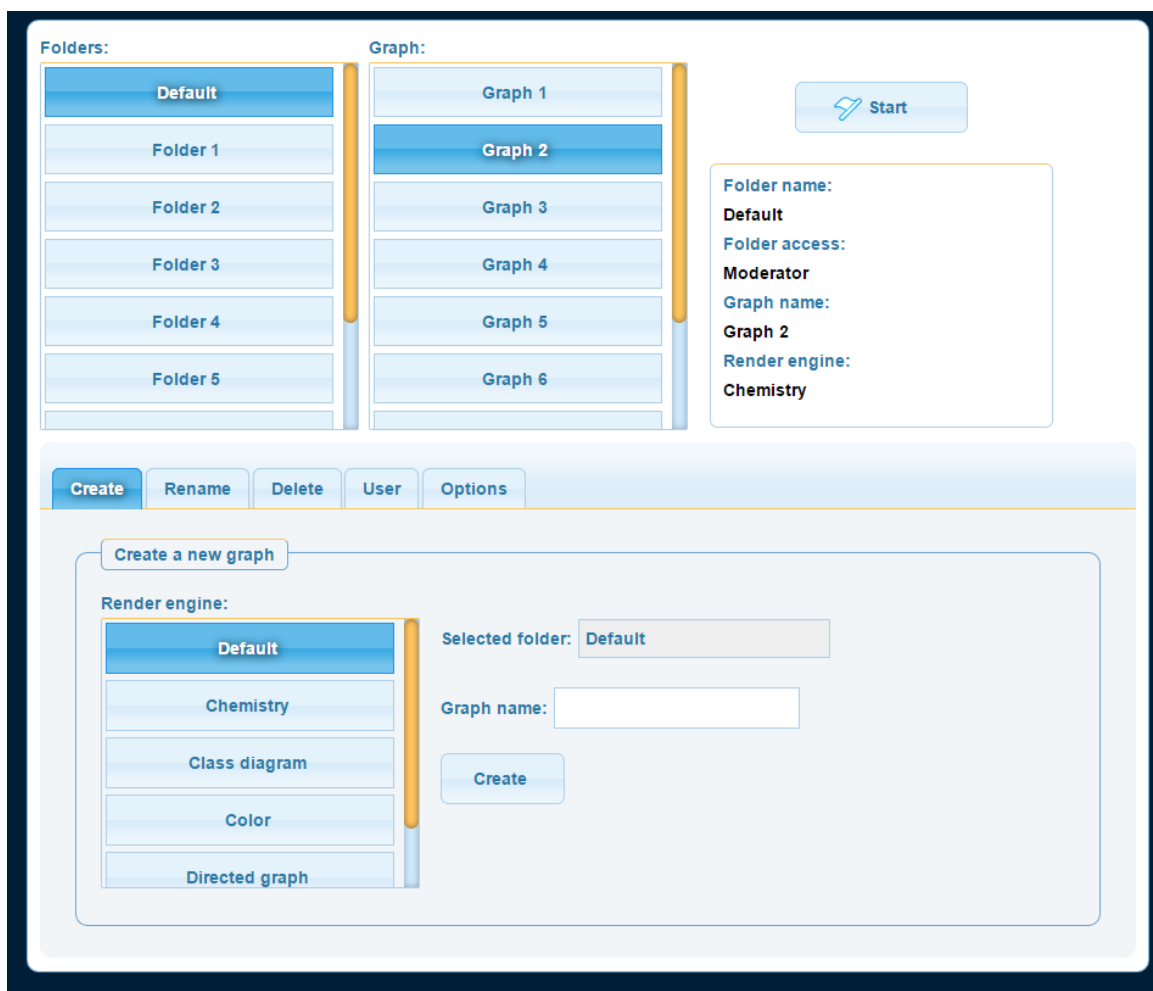 Folders:
Default
Folder 1
Folder 2
Folder 3
Folder 4
Folder 5
Graph:
Graph 1
Graph 2
Graph 3
Graph 4
Graph 5
Graph 6
Start
Folder name:
Default
Folder access:
Moderator
Graph name:
Graph 2
Render engine:
Chemistry
Create Rename Delete User Options
Create a new graph
Render engine:
Default
Chemistry
Class diagram
Color
Directed graph
Selected folder: Default
Graph name:
Create